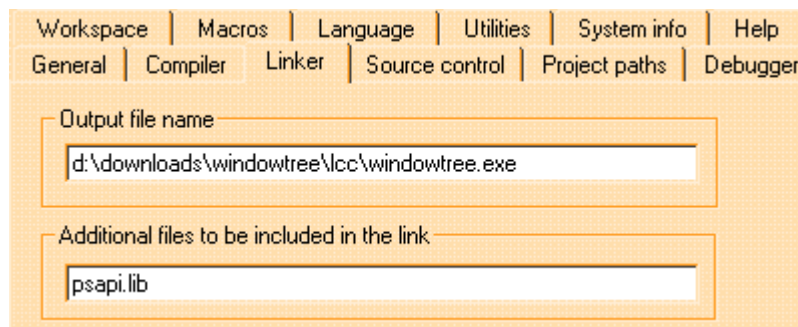 Workspace Macros Language Utilities System info Help
General Compiler Linker Source control Project paths Debugger
Output file name
d:\downloads\windowtree\lcc\windowtree.exe
Additional files to be included in the link
psapi.lib